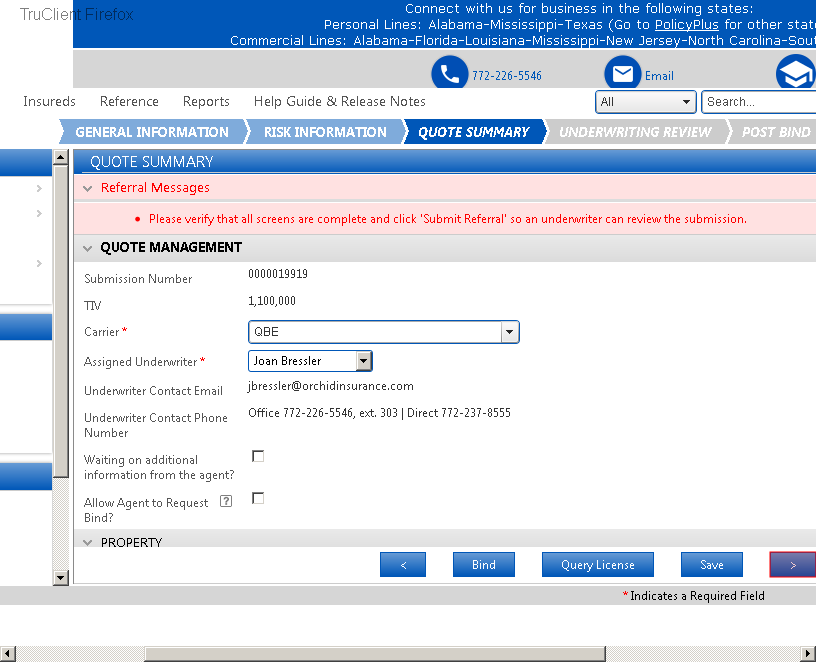 TruClient Firefox
Connect with us for business in the following states:
Personal Lines: Alabama-Mississippi-Texas (Go to PolicyPlus for other
Commercial Lines: Alabama-Florida-Louisiana-Mississippi-New Jersey-North Carolina-
772-226-5546
Email
Insureds Reference Reports Help Guide & Release Notes All Search...
GENERAL INFORMATION RISK INFORMATION QUOTE SUMMARY UNDERWRITING REVIEW POST BIND
QUOTE SUMMARY
Referral Messages
• Please verify that all screens are complete and click 'Submit Referral' so an underwriter can review the submission.
QUOTE MANAGEMENT
Submission Number 0000019919
TIV 1,100,000
Carrier * QBE
Assigned Underwriter * Joan Bressler
Underwriter Contact Email jbressler@orchidinsurance.com
Underwriter Contact Phone Number Office 772-226-5546, ext. 303 | Direct 772-237-8555
Waiting on additional
information from the agent?
Allow Agent to Request ?
Bind?
PROPERTY
< Bind Query License Save >
* Indicates a Required Field